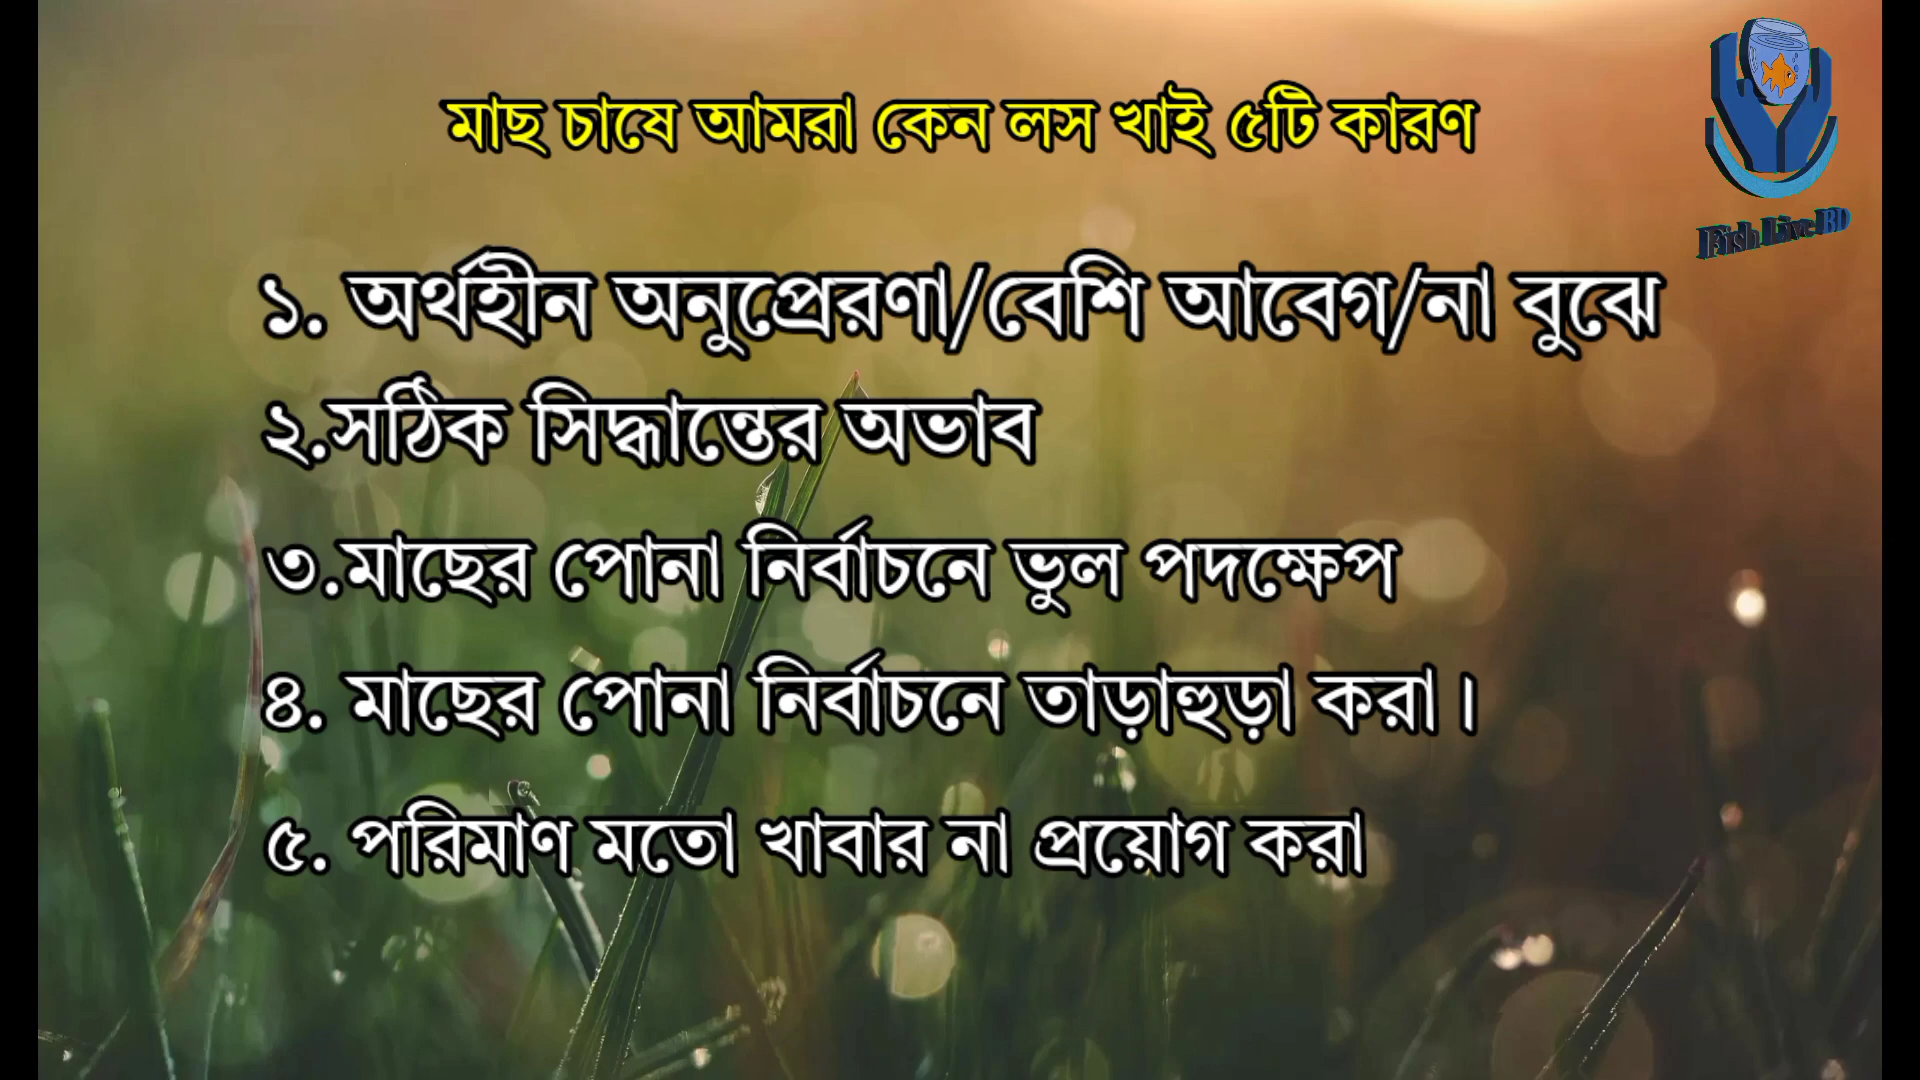 মাছ চাষে আমরা কেন লস খাই ৫টি কারণ
১. অর্থহীন অনুপ্রেরণা/বেশি আবেগ/না বুঝে
২.সঠিক সিদ্ধান্তের অভাব
৩.মাছের পোনা নির্বাচনে ভুল পদক্ষেপ
৪. মাছের পোনা নির্বাচনে তাড়াহুড়া করা।
৫. পরিমাণ মতো খাবার না প্রয়োগ করা
Fish Live BD